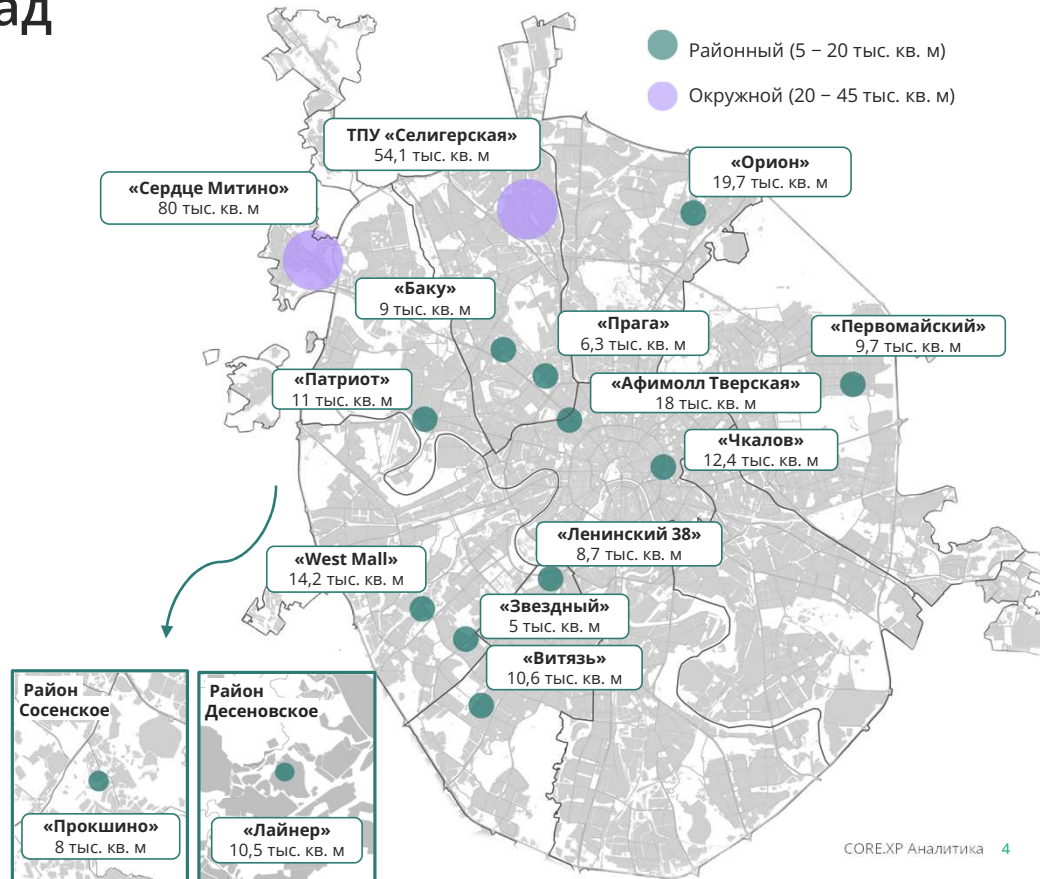 ад
Районный (5 – 20 тыс. кв. м)
Окружной (20 – 45 тыс. кв. м)
ТПУ «Селигерская»
54,1 тыс. кв. м
«Орион»
19,7 тыс. кв. м
«Сердце Митино»
80 тыс. кв. м
«Баку»
9 тыс. кв. м
«Прага»
6,3 тыс. кв. м
«Первомайский»
9,7 тыс. кв. м
«Патриот»
11 тыс. кв. м
«Афимолл Тверская»
18 тыс. кв. м
«Чкалов»
12,4 тыс. кв. м
«Ленинский 38»
8,7 тыс. кв. м
«West Mall»
14,2 тыс. кв. м
«Звездный»
5 тыс. кв. м
«Витязь»
10,6 тыс. кв. м
Район
Сосенское
«Прокшино»
8 тыс. кв. м
Район
Десеновское
«Лайнер»
10,5 тыс. кв. м
CORE.XP Аналитика 4